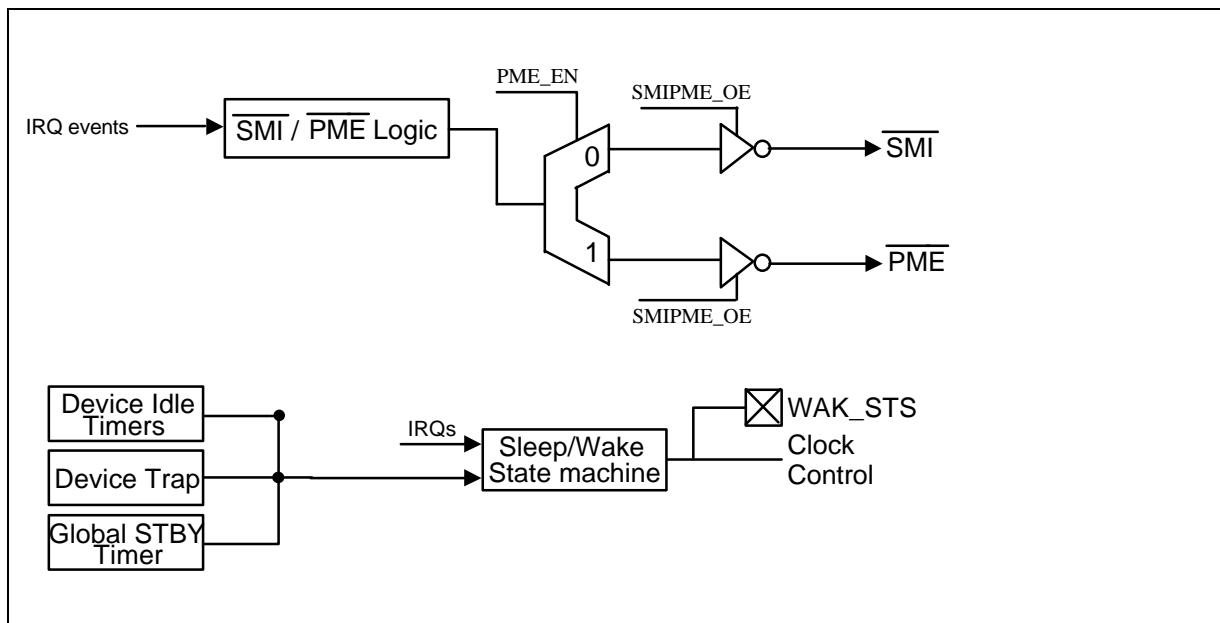 PME_EN
SMIPME_OE
IRQ events
SMI / PME Logic
0
SMI
1
PME
SMIPME_OE
Device Idle
Timers
Device Trap
Global STBY
Timer
IRQs
Sleep/Wake
State machine
WAK_STS
Clock
Control